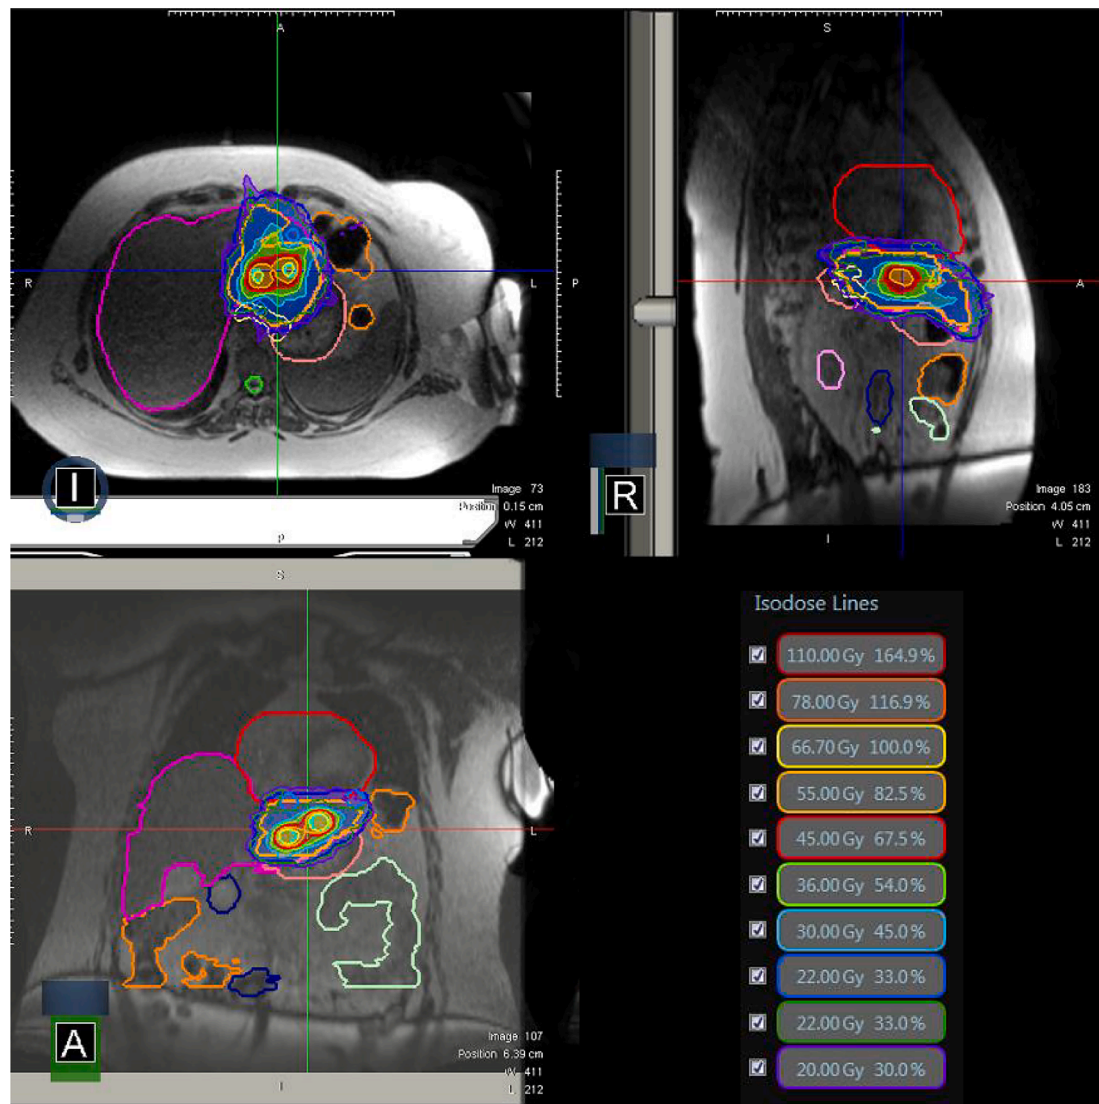 A
R
L
P
I
Image 73
Position 0.15 cm
W 411
L 212
S
P
A
R
I
Image 183
Position 4.05 cm
W 411
L 212
S
R
L
A
I
Image 107
Position 6.39 cm
W 411
L 212
Isodose Lines
110.00 Gy 164.9 %
78.00 Gy 116.9 %
66.70 Gy 100.0 %
55.00 Gy 82.5 %
45.00 Gy 67.5 %
36.00 Gy 54.0 %
30.00 Gy 45.0 %
22.00 Gy 33.0 %
22.00 Gy 33.0 %
20.00 Gy 30.0 %